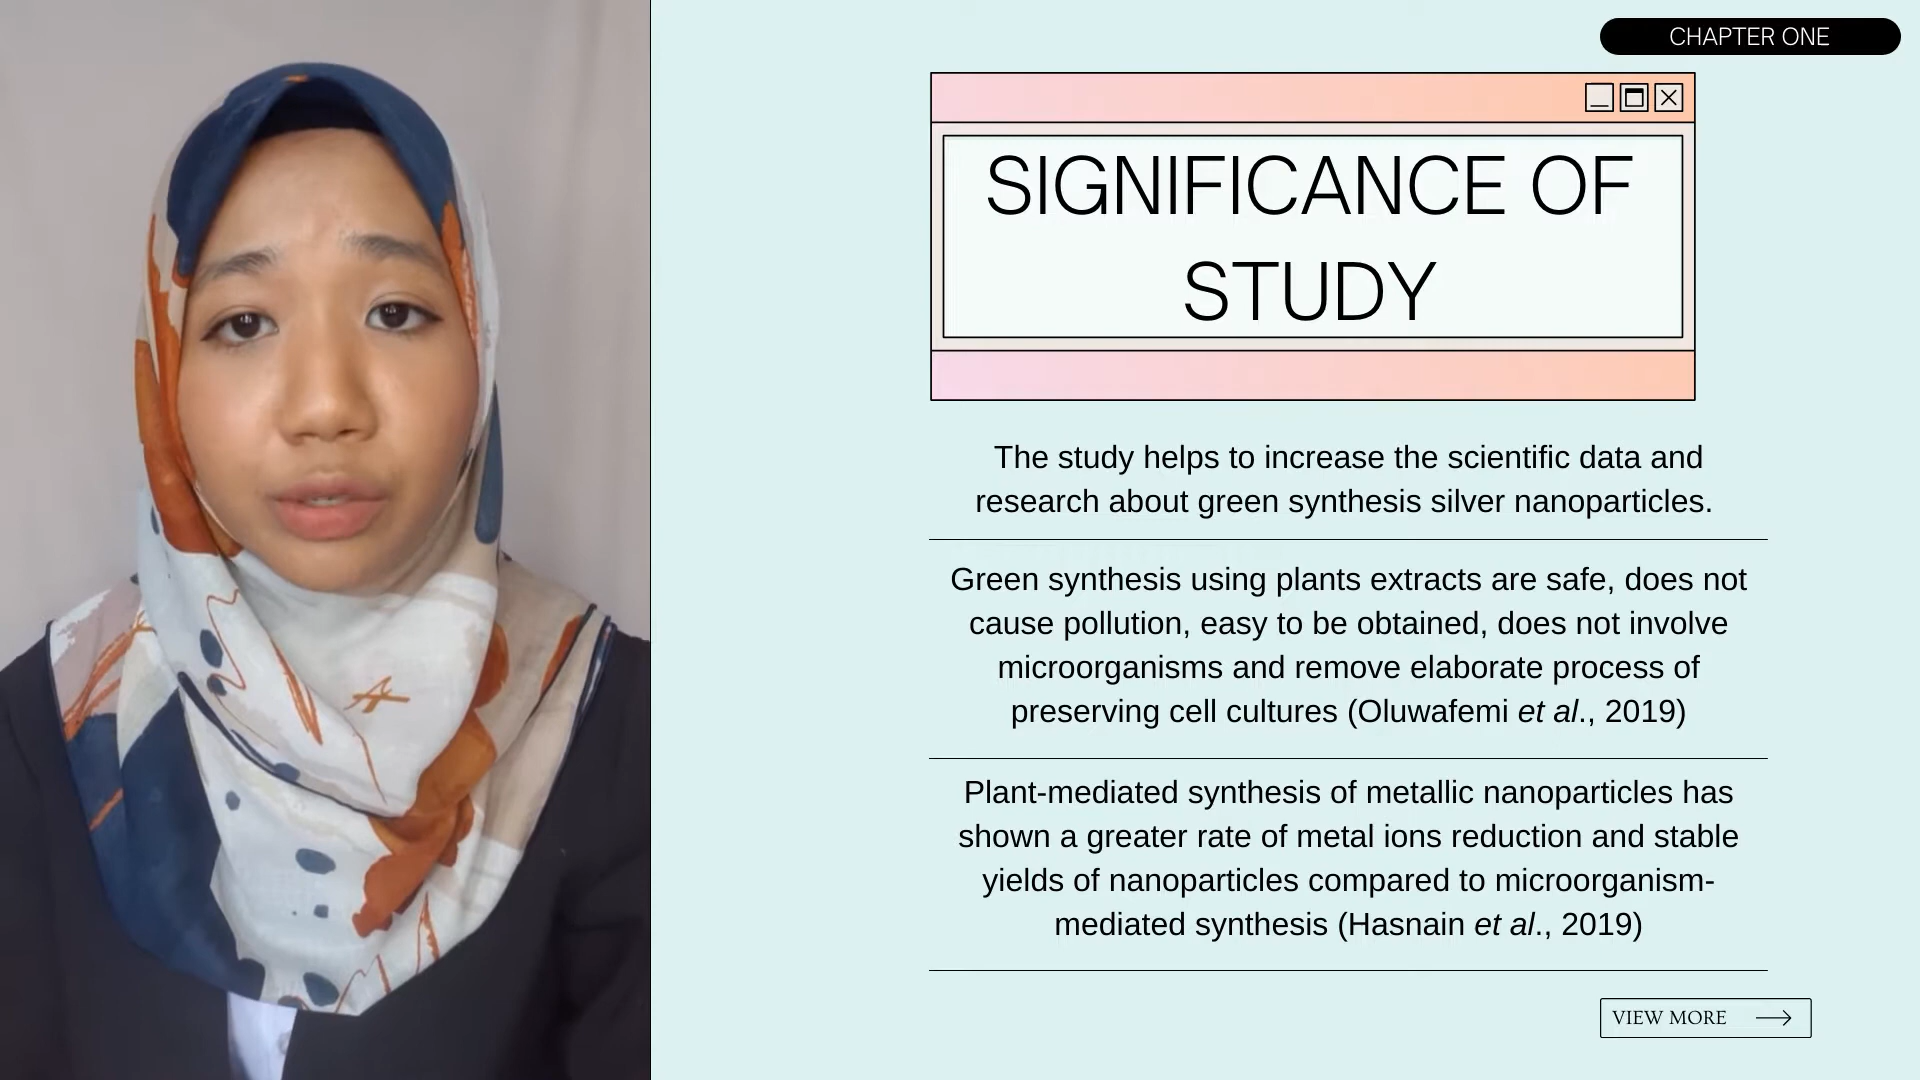 CHAPTER ONE
SIGNIFICANCE OF
STUDY
The study helps to increase the scientific data and
research about green synthesis silver nanoparticles.
Green synthesis using plants extracts are safe, does not
cause pollution, easy to be obtained, does not involve
microorganisms and remove elaborate process of
preserving cell cultures (Oluwafemi et al., 2019)
Plant-mediated synthesis of metallic nanoparticles has
shown a greater rate of metal ions reduction and stable
yields of nanoparticles compared to microorganism-
mediated synthesis (Hasnain et al., 2019)
VIEW MORE